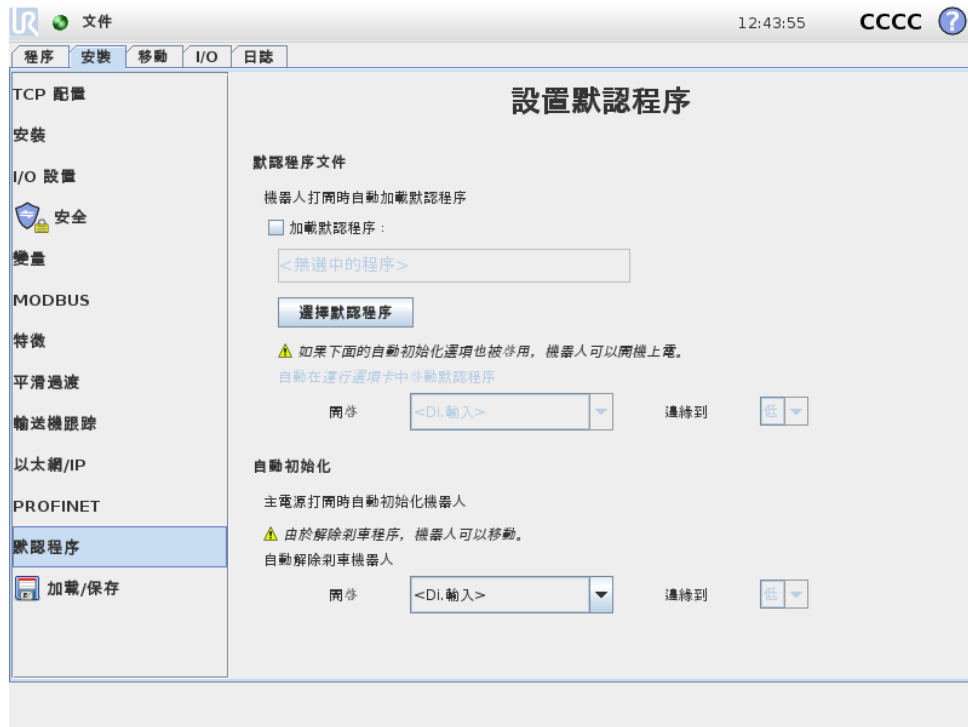 UR 文件 12:43:55 CCCC ?
程序 安裝 移動 I/O 日誌
TCP 配置
安裝
I/O 設置
安全
變量
MODBUS
特徵
平滑過渡
輸送機跟踪
以太網/IP
PROFINET
默認程序
加載/保存
設置默認程序
默認程序文件
機器人打開時自動加載默認程序
加載默認程序：
<無選中的程序>
選擇默認程序
如果下面的自動初始化選項也被啓用，機器人可以開機上電。
自動在運行選項卡中啓動默認程序
開啓 <Di.輸入> 邊緣到 低
自動初始化
主電源打開時自動初始化機器人
由於解除剎車程序，機器人可以移動。
自動解除剎車機器人
開啓 <Di.輸入> 邊緣到 低